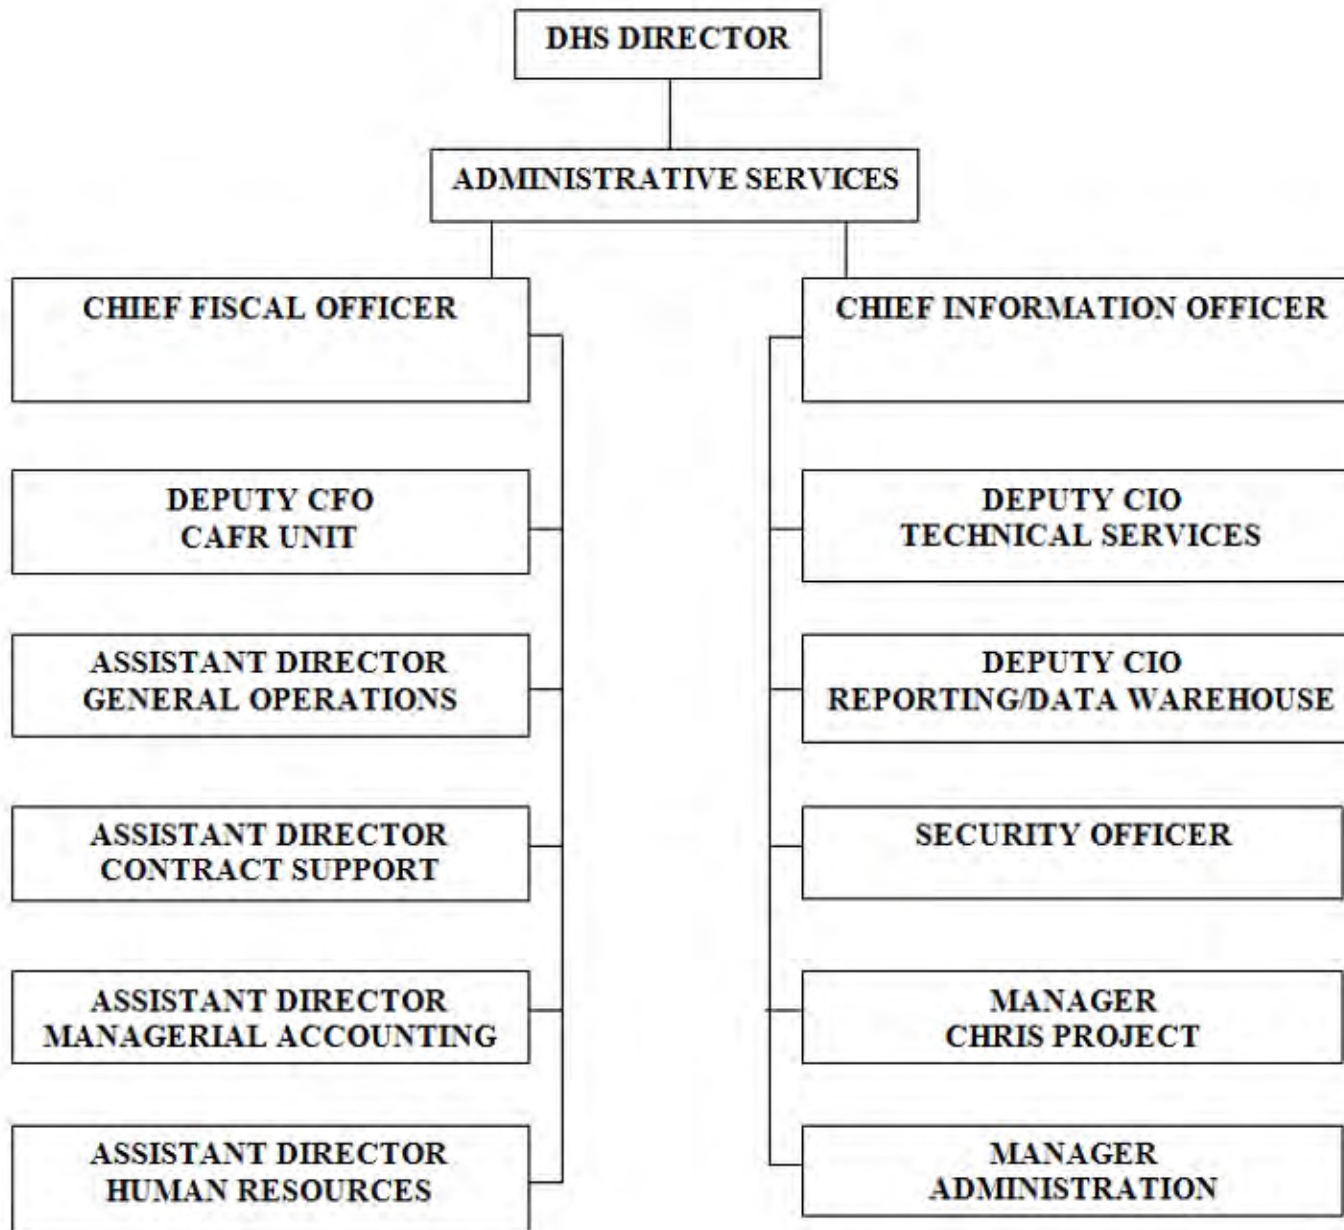 DHS DIRECTOR
ADMINISTRATIVE SERVICES
CHIEF FISCAL OFFICER
DEPUTY CFO
CAFR UNIT
ASSISTANT DIRECTOR
GENERAL OPERATIONS
ASSISTANT DIRECTOR
CONTRACT SUPPORT
ASSISTANT DIRECTOR
MANAGERIAL ACCOUNTING
ASSISTANT DIRECTOR
HUMAN RESOURCES
CHIEF INFORMATION OFFICER
DEPUTY CIO
TECHNICAL SERVICES
DEPUTY CIO
REPORTING/DATA WAREHOUSE
SECURITY OFFICER
MANAGER
CHRIS PROJECT
MANAGER
ADMINISTRATION